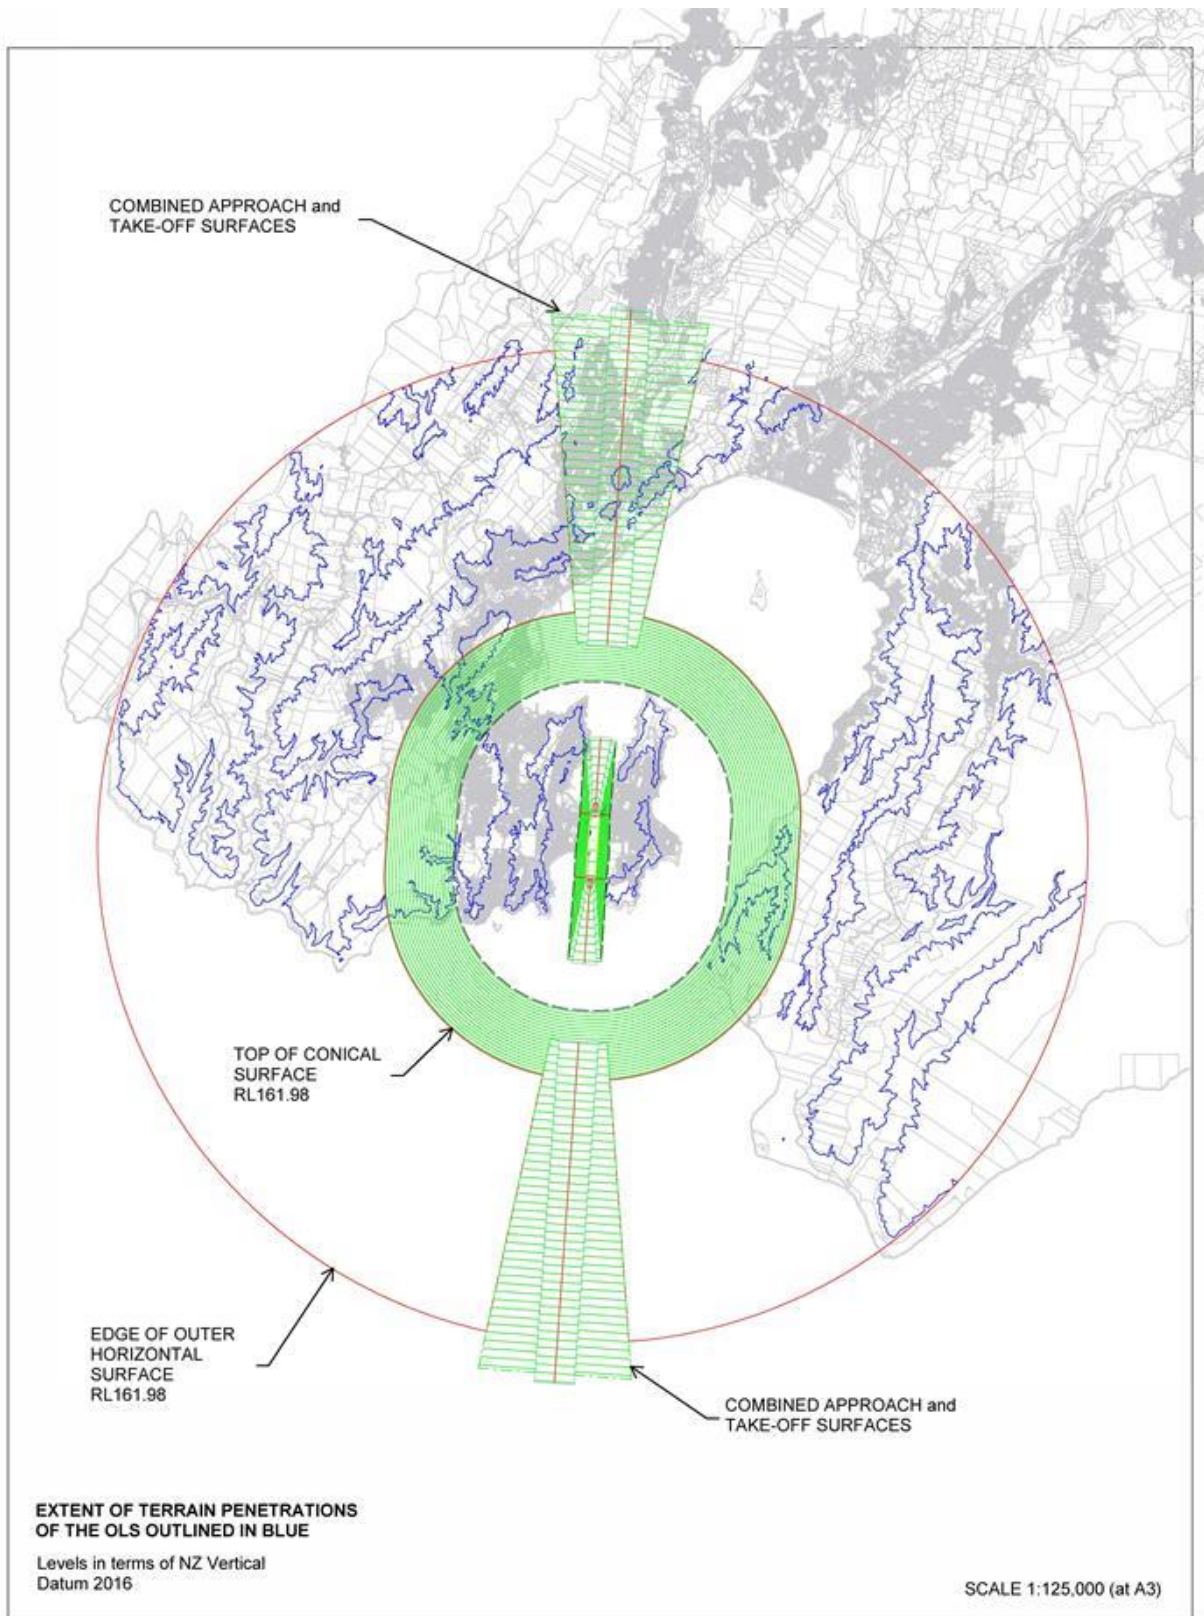 COMBINED APPROACH and
TAKE-OFF SURFACES
TOP OF CONICAL
SURFACE
RL161.98
EDGE OF OUTER
HORIZONTAL
SURFACE
RL161.98
COMBINED APPROACH and
TAKE-OFF SURFACES
EXTENT OF TERRAIN PENETRATIONS
OF THE OLS OUTLINED IN BLUE
Levels in terms of NZ Vertical
Datum 2016
SCALE 1:125,000 (at A3)